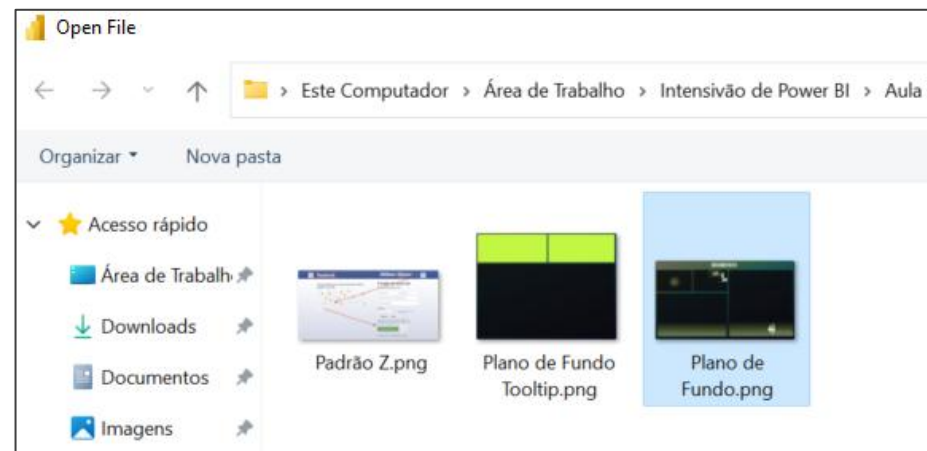 Open File
Este Computador > Área de Trabalho > Intensivão de Power BI > Aula
Organizar
Nova pasta
Acesso rápido
Área de Trabalh
Downloads
Documentos
Imagens
Padrão Z.png
Plano de Fundo
Tooltip.png
Plano de
Fundo.png